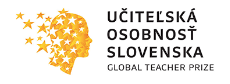 UČITEĽSKÁ
OSOBNOSŤ
SLOVENSKA
GLOBAL TEACHER PRIZE